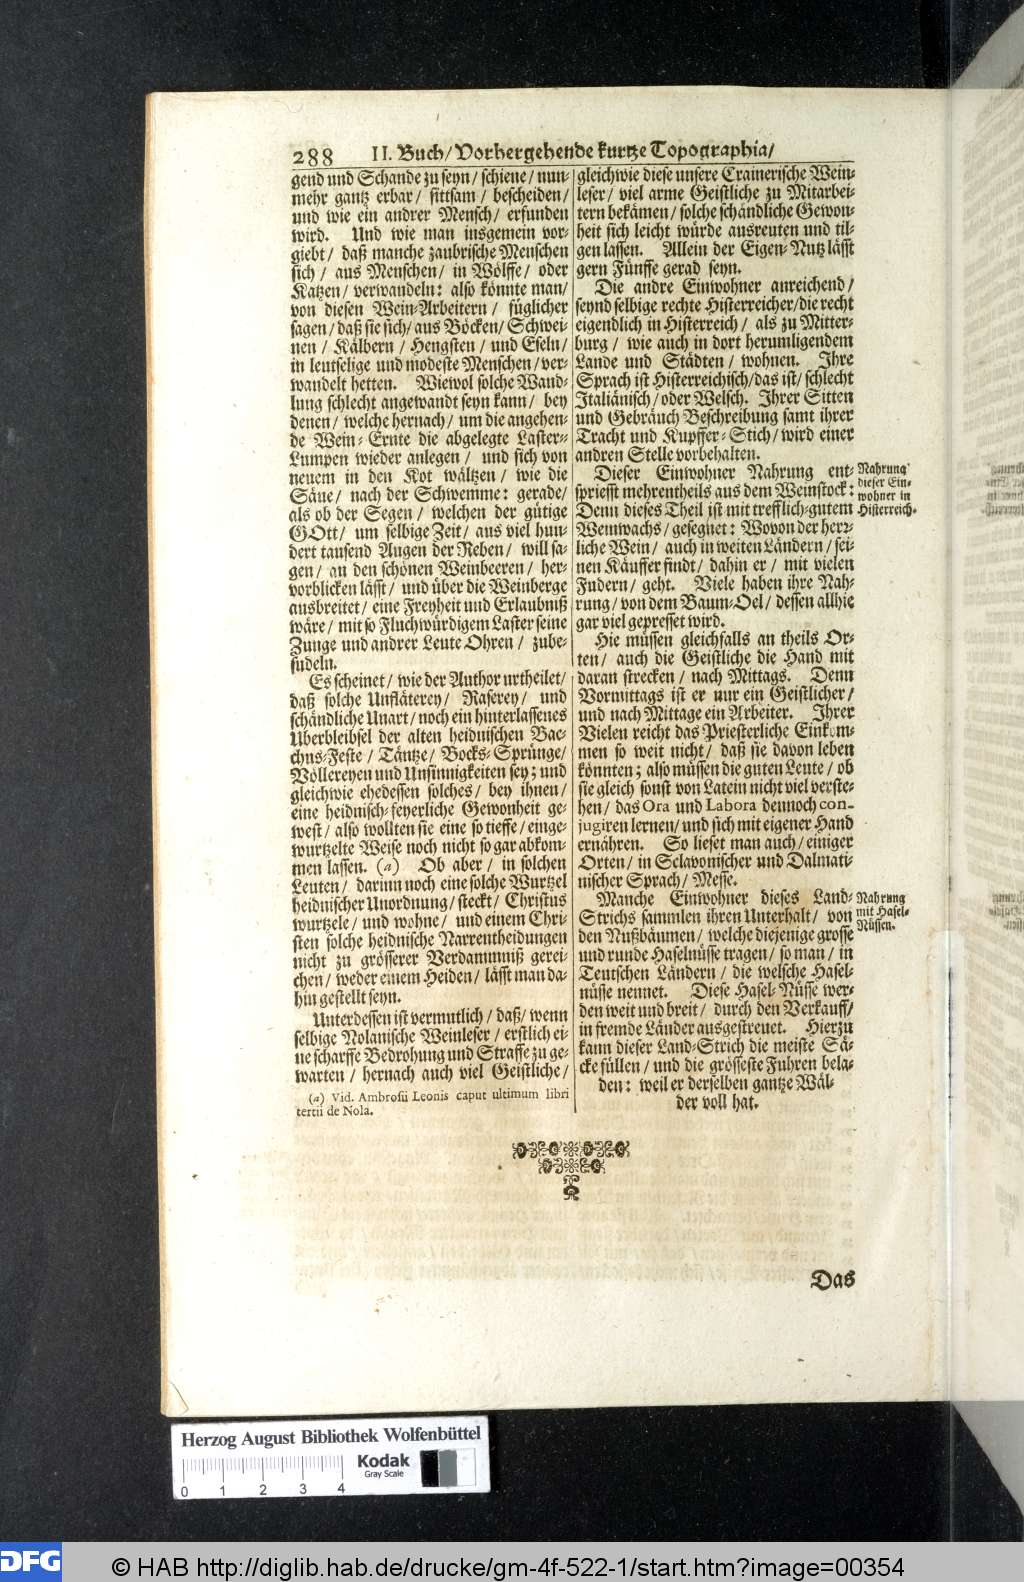 288 II. Buch/ Vorhergehende kurtze Topographia/
gend und Schande zu seyn/ schiene/ nun-
mehr gantz erbar/ sittsam/ bescheiden/
und wie ein andrer Mensch/ erfunden
wird. Und wie man insgemein vor-
giebt/ daß manche zaubrische Menschen
sich/ aus Menschen/ in Wölffe/ oder
Katzen/ verwandeln: also könnte man/
von diesen Wein-Arbeitern/ füglicher
sagen/ daß sie sich/ aus Böcken/ Schwei-
nen/ Kälbern/ Hengsten/ und Eseln/
in leutselige und modeste Menschen/ ver-
wandelt hetten. Wiewol solche Wand-
lung schlecht angewandt seyn kann/ bey
denen/ welche hernach/ um die angehen-
de Wein-Ernte die abgelegte Laster-
Lumpen wieder anlegen/ und sich von
neuem in den Kot wältzen/ wie die
Säue/ nach der Schwemme: gerade/
als ob der Segen/ welchen der gütige
GOtt/ um selbige Zeit/ aus viel hun-
dert tausend Augen der Reben/ will sa-
gen/ an den schönen Weinbeeren/ her-
vorblicken lässt/ und über die Weinberge
ausbreitet/ eine Freyheit und Erlaubniß
wäre/ mit so Fluchwürdigem Laster seine
Zunge und andrer Leute Ohren/ zube-
sudeln.
Es scheinet/ wie der Author urtheilet/
daß solche Unfläterey/ Raserey/ und
schändliche Unart/ noch ein hinterlassenes
Uberbleibsel der alten heidnischen Bac-
chus-Feste/ Täntze/ Bocks-Sprünge/
Völlereyen und Unsinnigkeiten sey; und
gleichwie ehedessen solches/ bey ihnen/
eine heidnisch-feyerliche Gewonheit ge-
west/ also wollten sie eine so tieffe/ einge-
wurtzelte Weise noch nicht so gar abkom-
men lassen. (a) Ob aber/ in solchen
Leuten/ darinn noch eine solche Wurtzel
heidnischer Unordnung/ steckt/ Christus
wurtzele/ und wohne/ und einem Chri-
sten solche heidnische Narrentheidungen
nicht zu grösserer Verdammniß gerei-
chen/ weder einem Heiden/ lässt man da-
hin gestellt seyn.
Unterdessen ist vermutlich/ daß/ wenn
selbige Nolanische Weinleser/ erstlich ei-
ne scharffe Bedrohung und Straffe zu ge-
warten/ hernach auch viel Geistliche/
(a) Vid. Ambrosii Leonis caput ultimum libri
tertii de Nola.
gleichwie diese unsere Crainerische Wein-
leser/ viel arme Geistliche zu Mitarbei-
tern bekämen/ solche schändliche Gewon-
heit sich leicht würde ausreuten und til-
gen lassen. Allein der Eigen-Nutz lässt
gern Fünffe gerad seyn.
Die andre Einwohner anreichend/
seynd selbige rechte Histerreicher/ die recht
eigendlich in Histerreich/ als zu Mitter-
burg/ wie auch in dort herumligendem
Lande und Städten/ wohnen. Ihre
Sprach ist Histerreichisch/ das ist/ schlecht
Italiänisch/ oder Welsch. Ihrer Sitten
und Gebräuch Beschreibung samt ihrer
Tracht und Kupffer-Stich/ wird einer
andren Stelle vorbehalten.
Dieser Einwohner Nahrung ent-
spriesst mehrentheils aus dem Weinstock:
Denn dieses Theil ist mit trefflich-gutem
Weinwachs/ gesegnet: Wovon der herz-
liche Wein/ auch in weiten Ländern/ sei-
nen Käuffer findt/ dahin er/ mit vielen
Fudern/ geht. Viele haben ihre Nah-
rung/ von dem Baum-Oel/ dessen allhie
gar viel gepresset wird.
Hie müssen gleichfalls an theils Or-
ten/ auch die Geistliche die Hand mit
daran strecken/ nach Mittags. Denn
Vormittags ist er nur ein Geistlicher/
und nach Mittage ein Arbeiter. Ihrer
Vielen reicht das Priesterliche Einkom-
men so weit nicht/ daß sie davon leben
könnten; also müssen die guten Leute/ ob
sie gleich sonst von Latein nicht viel verste-
hen/ das Ora und Labora dennoch con-
jugiren lernen/ und sich mit eigener Hand
ernähren. So lieset man auch/ einiger
Orten/ in Sclavonischer und Dalmati-
nischer Sprach/ Messe.
Manche Einwohner dieses Land-
Strichs sammlen ihren Unterhalt/ von
den Nußbäumen/ welche diejenige grosse
und runde Haselnüsse tragen/ so man/ in
Teutschen Ländern/ die welsche Hasel-
nüsse nennet. Diese Hasel-Nüsse wer-
den weit und breit/ durch den Verkauff/
in fremde Länder ausgestreuet. Hierzu
kann dieser Land-Strich die meiste Sä-
cke füllen/ und die grösseste Fuhren bela-
den: weil er derselben gantze Wäl-
der voll hat.
Nahrung
dieser Ein-
wohner in
Histerreich.
Nahrung
mit Hasel-
Nüssen.
Das
Herzog August Bibliothek Wolfenbüttel
Kodak
Gray Scale
0 1 2 3 4
DFG
© HAB http://diglib.hab.de/drucke/gm-4f-522-1/start.htm?image=00354